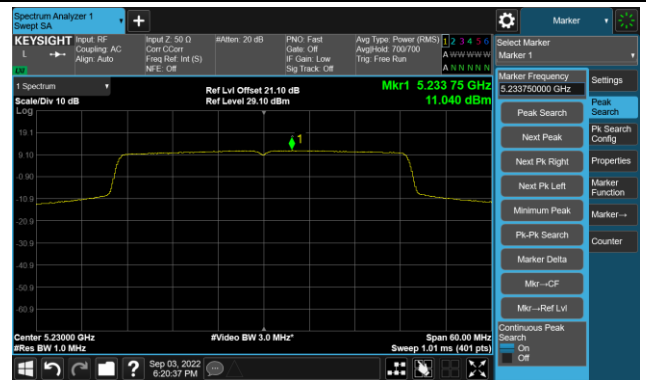 Spectrum Analyzer 1
Swept SA
+
Marker
KEYSIGHT
L
Input: RF
Coupling: AC
Align: Auto
Input Z: 50 Ω
Corr CCorr
Freq Ref: Int (S)
NFE: Off
#Atten: 20 dB
PNO: Fast
Gate: Off
IF Gain: Low
Sig Track: Off
Avg Type: Power (RMS)
Avg|Hold: 700/700
Trig: Free Run
1 2 3 4 5 6
A W W W W W
A N N N N N
Select Marker
Marker 1
1 Spectrum
Scale/Div 10 dB
Log
Ref Lvl Offset 21.10 dB
Ref Level 29.10 dBm
Mkr1 5.233 75 GHz
11.040 dBm
19.1
9.10
-0.90
-10.9
-20.9
-30.9
-40.9
-50.9
-60.9
1
Center 5.23000 GHz
#Res BW 1.0 MHz
#Video BW 3.0 MHz*
Span 60.00 MHz
Sweep 1.01 ms (401 pts)
Marker Frequency
5.233750000 GHz
Peak Search
Next Peak
Next Pk Right
Next Pk Left
Minimum Peak
Pk-Pk Search
Marker Delta
Mkr→CF
Mkr→Ref Lvl
Continuous Peak
Search
On
Off
Settings
Peak
Search
Pk Search
Config
Properties
Marker
Function
Marker→
Counter
?
Sep 03, 2022
6:20:37 PM